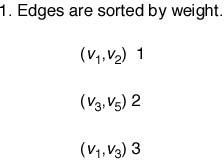 1. Edges are sorted by weight.
(v₁,v₂) 1
(v₃,v₅) 2
(v₁,v₃) 3